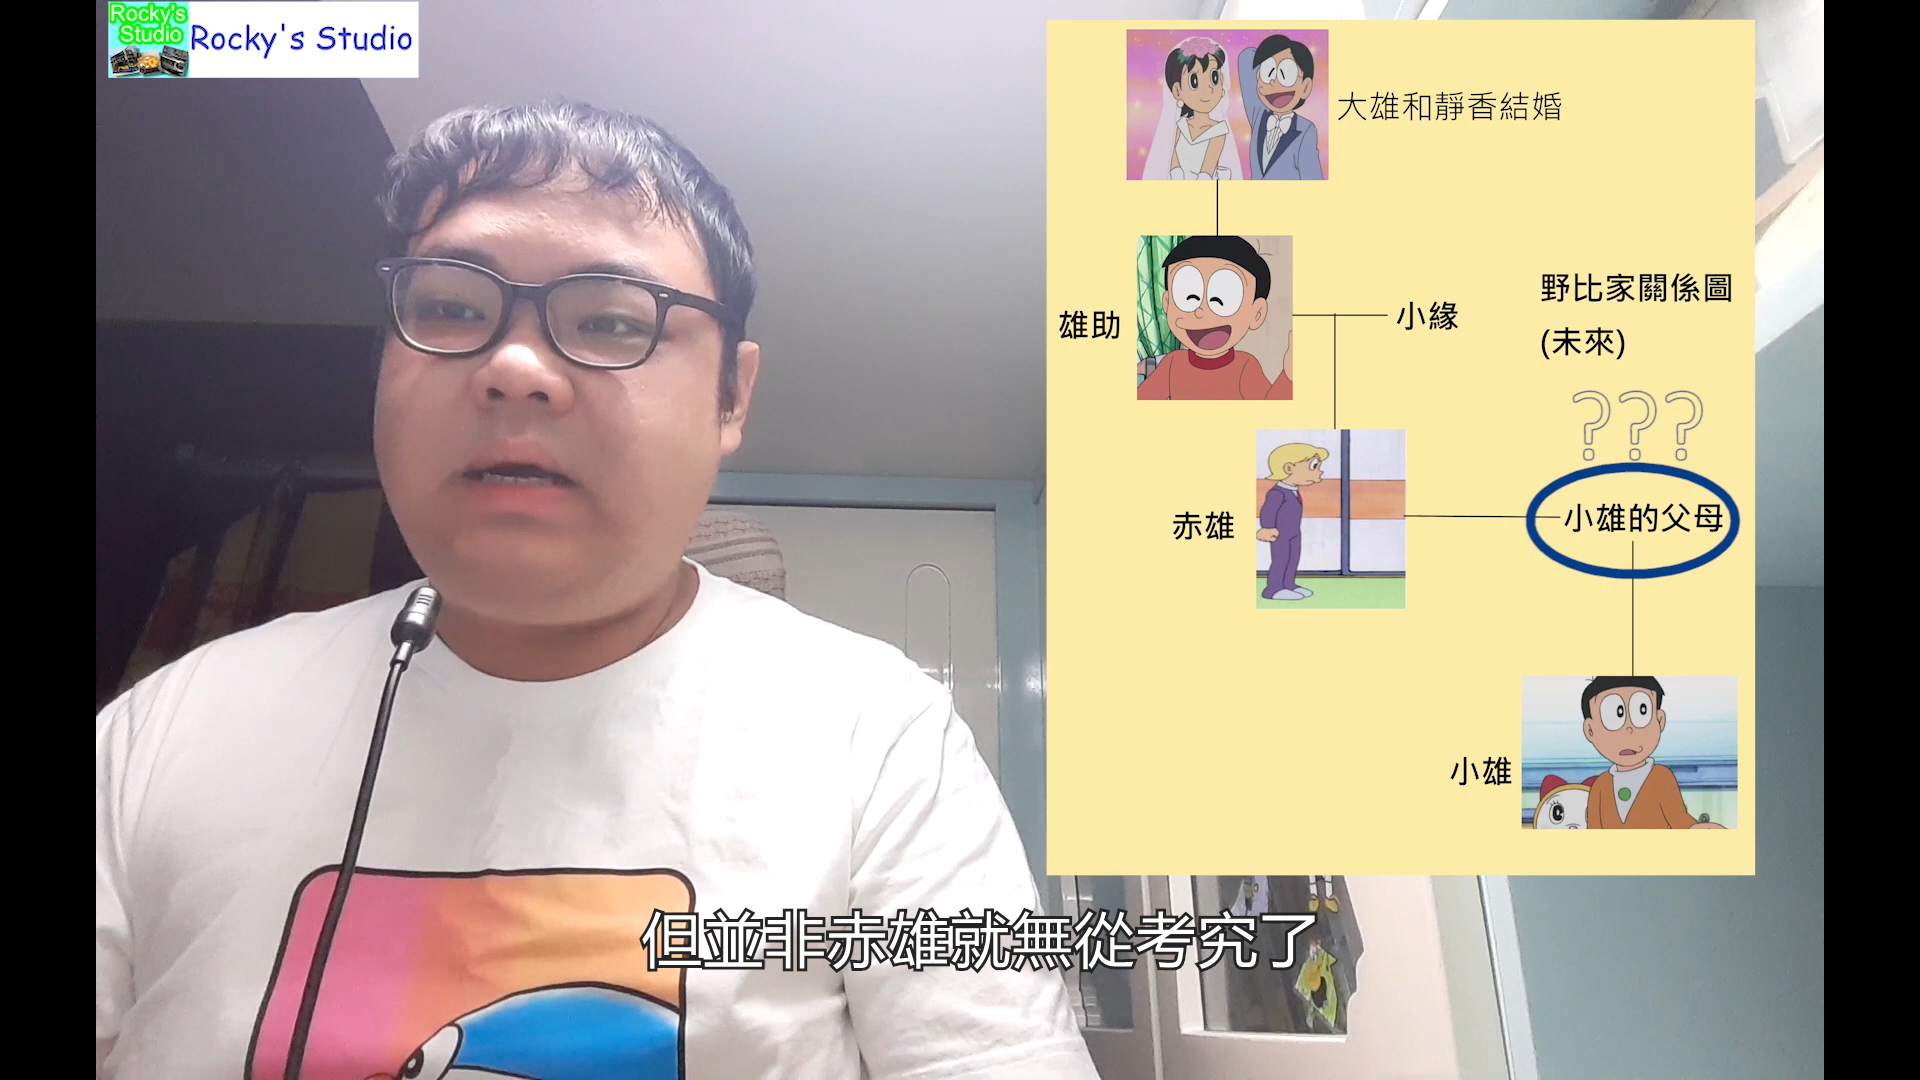 Rocky's
Studio
Rocky's Studio
大雄和靜香結婚
雄助
小緣
野比家關係圖
(未來)
???
赤雄
小雄的父母
小雄
但並非赤雄就無從考究了